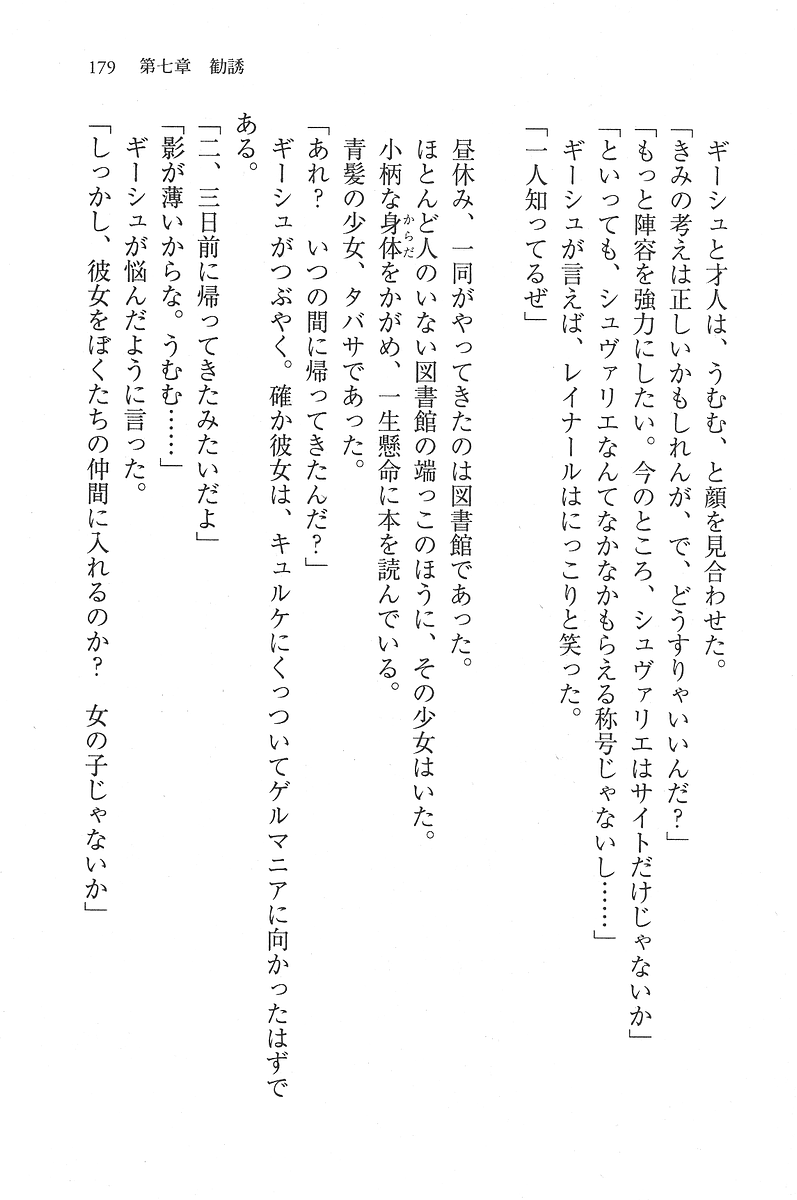 179　第七章　勧誘
　ギーシュと才人は、うむむ、と顔を見合わせた。
「きみの考えは正しいかもしれんが、で、どうすりゃいいんだ？」
「もっと陣容を強力にしたい。今のところ、シュヴァリエはサイトだけじゃないか」
「といっても、シュヴァリエなんてなかなかもらえる称号じゃないし……」
　ギーシュが言えば、レイナールはにっこりと笑った。
「一人知ってるぜ」
　昼休み、一同がやってきたのは図書館であった。
　ほとんど人のいない図書館の端っこのほうに、その少女はいた。
　小柄な身体からだをかがめ、一生懸命に本を読んでいる。
　青髪の少女、タバサであった。
「あれ？　いつの間に帰ってきたんだ？」
　ギーシュがつぶやく。確か彼女は、キュルケにくっついてゲルマニアに向かったはずで
ある。
「二、三日前に帰ってきたみたいだよ」
「影が薄いからな。うむむ……」
　ギーシュが悩んだように言った。
「しっかし、彼女をぼくたちの仲間に入れるのか？　女の子じゃないか」